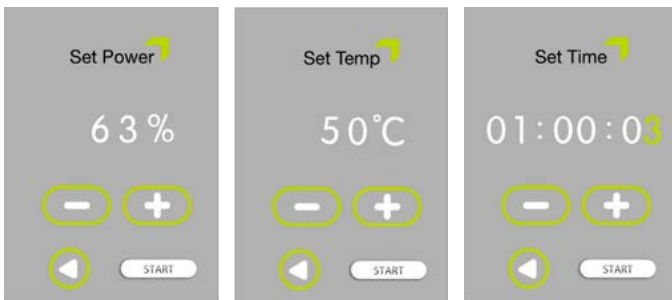 Set Power
63%
START
Set Temp
50°C
START
Set Time
01:00:03
START